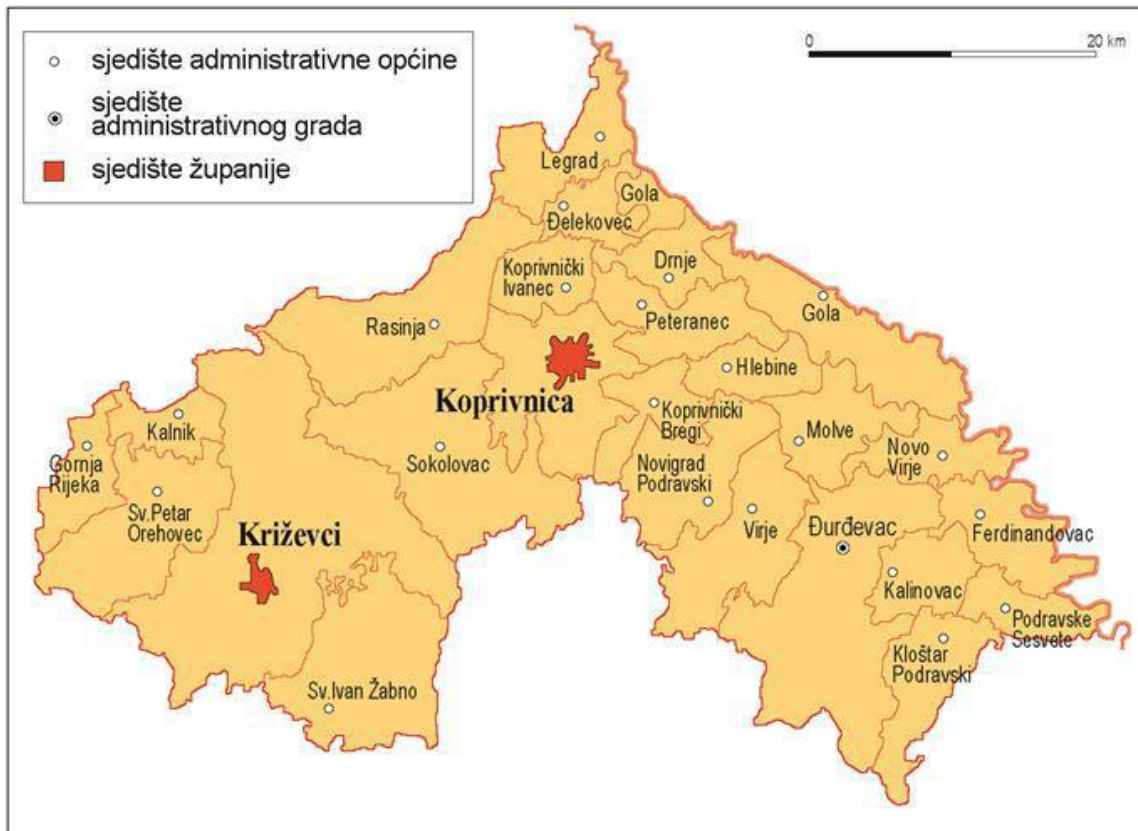 sjedište administrativne općine
sjedište
administrativnog grada
sjedište županije
0
20 km
Legrad
Gola
Đelekovec
Koprivnički
Ivanec
Drnje
Peteranec
Gola
Rasinja
Hlebine
Koprivnica
Koprivnički
Bregi
Kalnik
Sokolovac
Molve
Novo
Virje
Gornja
Rijeka
Novigrad
Podravski
Sv.Petar
Orehovec
Križevci
Virje
Đurđevac
Ferdinandovac
Kalinovac
Podravske
Sesvete
Kloštar
Podravski
Sv.Ivan Žabno